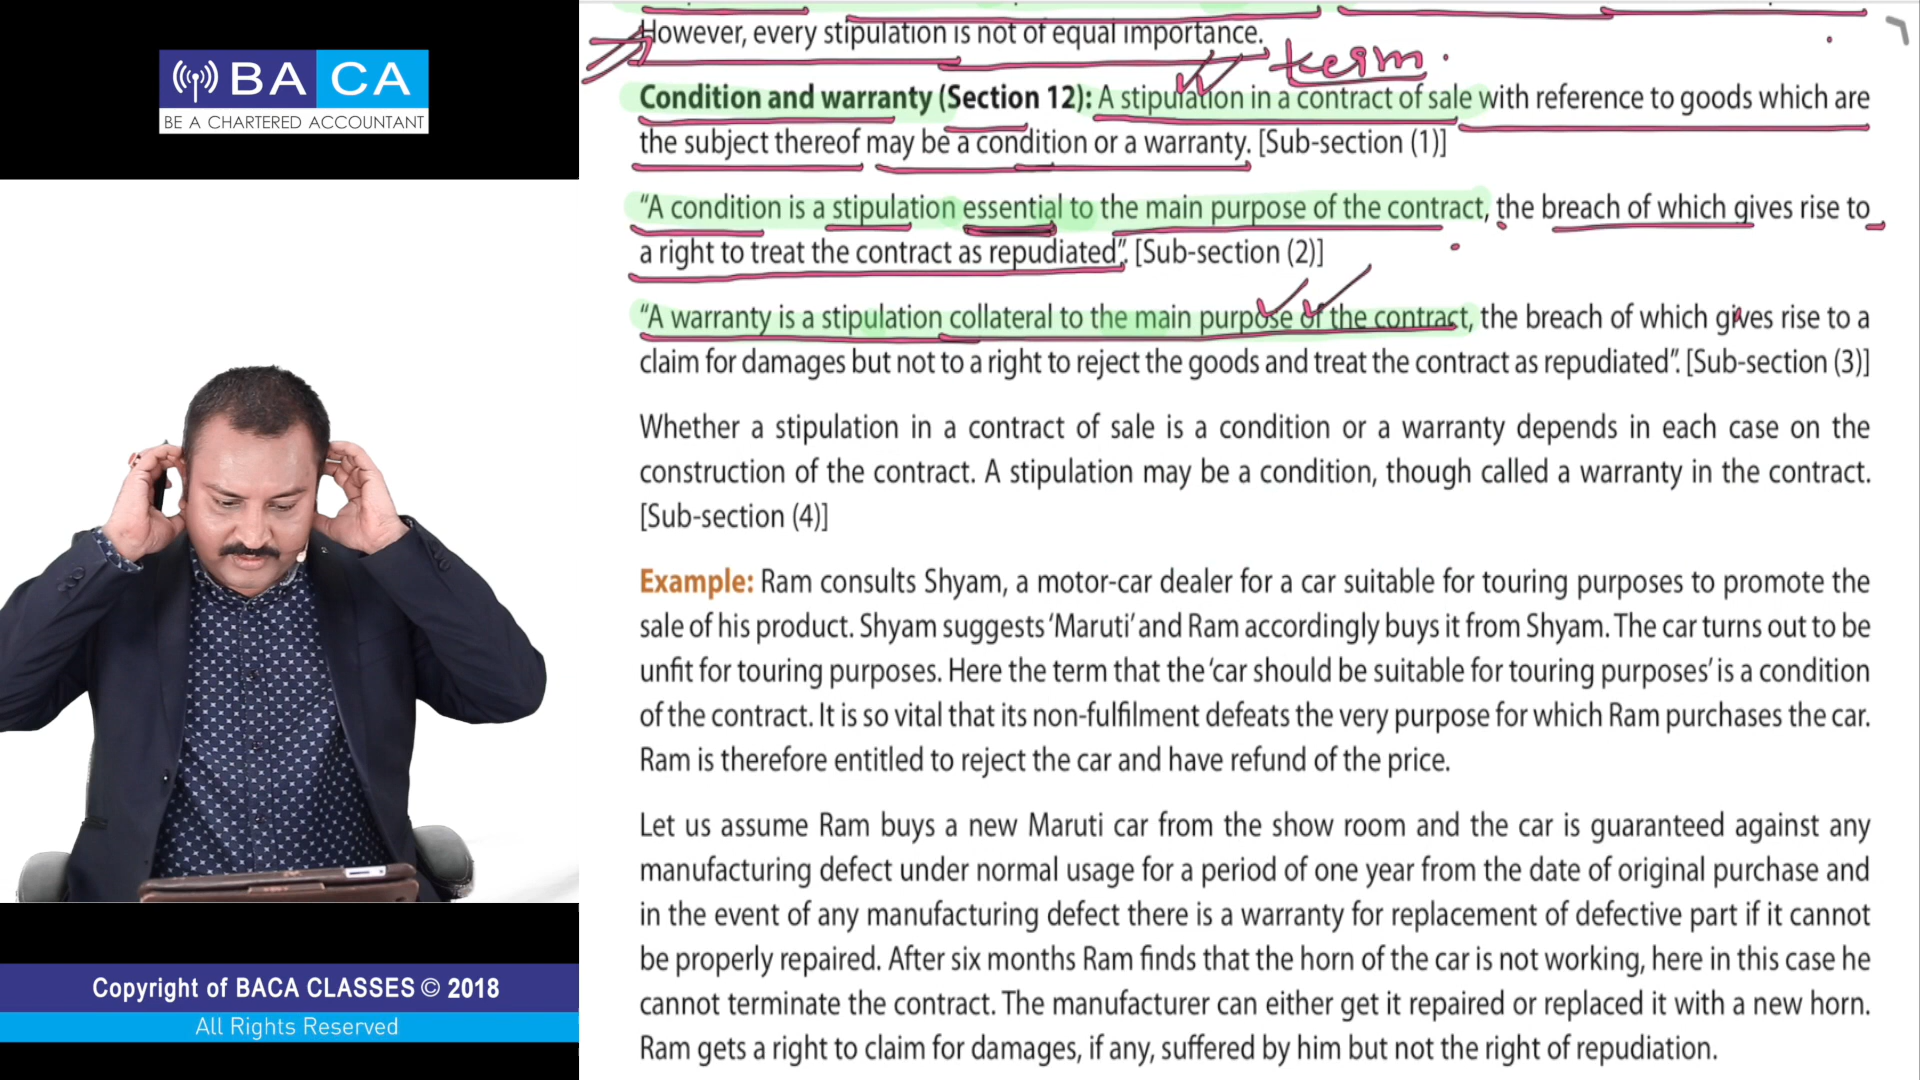 BA CA
BE A CHARTERED ACCOUNTANT
However, every stipulation is not of equal importance.
term
Condition and warranty (Section 12): A stipulation in a contract of sale with reference to goods which are
the subject thereof may be a condition or a warranty. [Sub-section (1)]
“A condition is a stipulation essential to the main purpose of the contract, the breach of which gives rise to
a right to treat the contract as repudiated”. [Sub-section (2)]
“A warranty is a stipulation collateral to the main purpose of the contract, the breach of which gives rise to a
claim for damages but not to a right to reject the goods and treat the contract as repudiated”. [Sub-section (3)]
Whether a stipulation in a contract of sale is a condition or a warranty depends in each case on the
construction of the contract. A stipulation may be a condition, though called a warranty in the contract.
[Sub-section (4)]
Example: Ram consults Shyam, a motor-car dealer for a car suitable for touring purposes to promote the
sale of his product. Shyam suggests ‘Maruti’ and Ram accordingly buys it from Shyam. The car turns out to be
unfit for touring purposes. Here the term that the ‘car should be suitable for touring purposes’ is a condition
of the contract. It is so vital that its non-fulfilment defeats the very purpose for which Ram purchases the car.
Ram is therefore entitled to reject the car and have refund of the price.
Let us assume Ram buys a new Maruti car from the show room and the car is guaranteed against any
manufacturing defect under normal usage for a period of one year from the date of original purchase and
in the event of any manufacturing defect there is a warranty for replacement of defective part if it cannot
be properly repaired. After six months Ram finds that the horn of the car is not working, here in this case he
cannot terminate the contract. The manufacturer can either get it repaired or replaced it with a new horn.
Ram gets a right to claim for damages, if any, suffered by him but not the right of repudiation.
Copyright of BACA CLASSES © 2018
All Rights Reserved